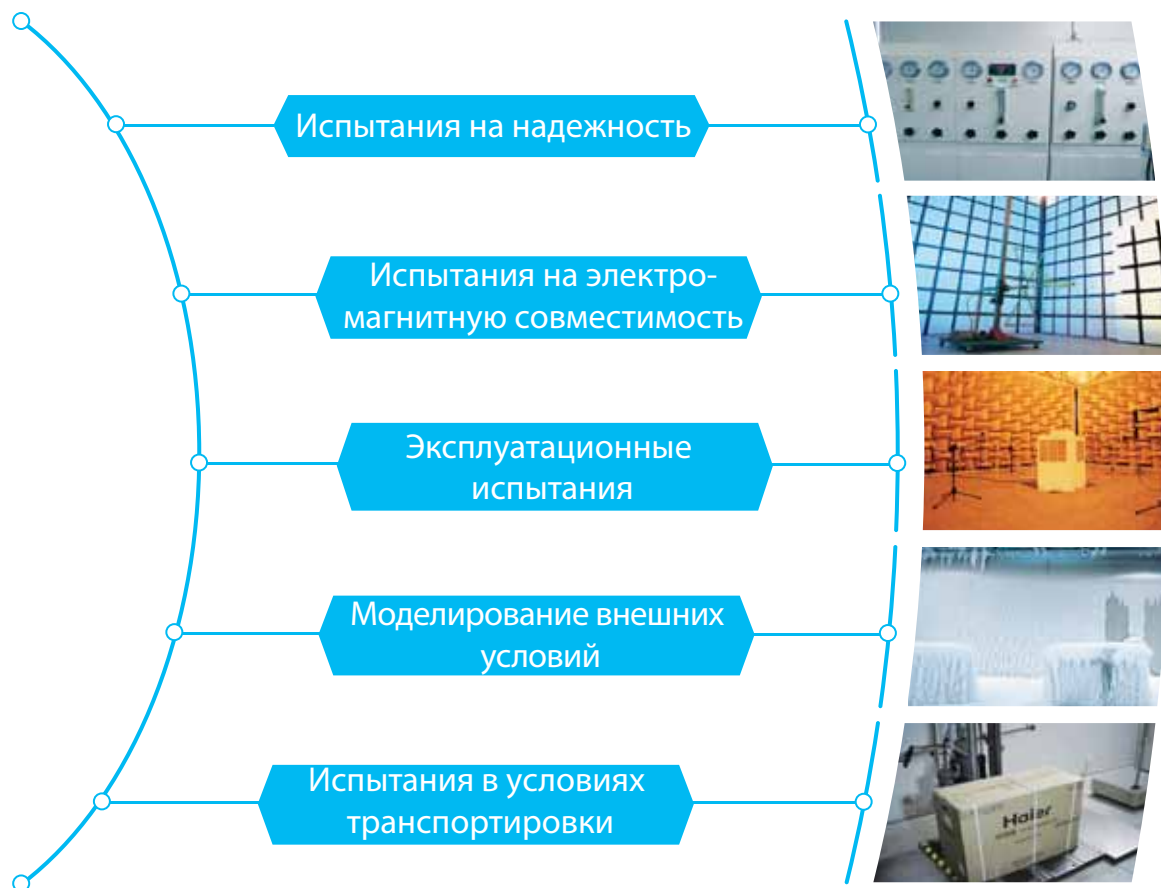 Испытания на надежность
Испытания на электро-
магнитную совместимость
Эксплуатационные
испытания
Моделирование внешних
условий
Испытания в условиях
транспортировки
Haier